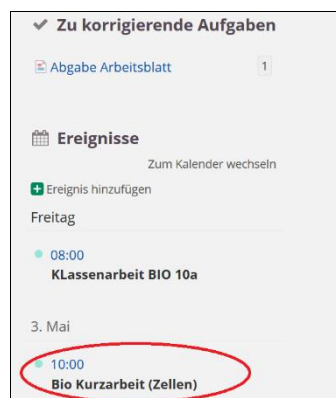 Zu korrigierende Aufgaben
Abgabe Arbeitsblatt 1
Ereignisse
Zum Kalender wechseln
Ereignis hinzufügen
Freitag
08:00
KLassenarbeit BIO 10a
3. Mai
10:00
Bio Kurzarbeit (Zellen)